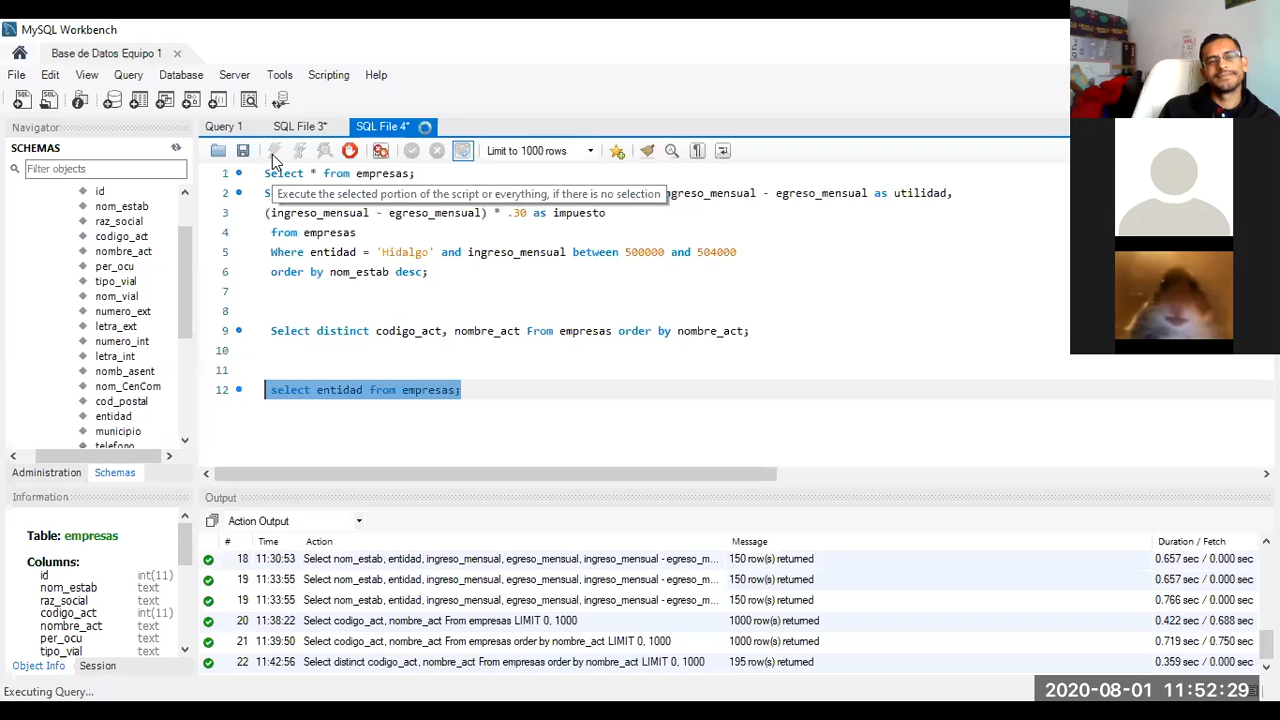 MySQL Workbench
Base de Datos Equipo 1
File Edit View Query Database Server Tools Scripting Help
Navigator
SCHEMAS
Filter objects
id
nom_estab
raz_social
codigo_act
nombre_act
per_ocu
tipo_vial
nom_vial
numero_ext
letra_ext
numero_int
letra_int
nomb_asent
nom_CenCom
cod_postal
entidad
municipio
telefono
Administration Schemas
Information
Table: empresas
Columns:
id int(11)
nom_estab text
raz_social text
codigo_act int(11)
nombre_act text
per_ocu text
tipo_vial text
Object Info Session
Query 1 SQL File 3* SQL File 4*
Limit to 1000 rows
1 Select * from empresas;
Execute the selected portion of the script or everything, if there is no selection
2 ingreso_mensual - egreso_mensual as utilidad,
3 (ingreso_mensual - egreso_mensual) * .30 as impuesto
4 from empresas
5 Where entidad = 'Hidalgo' and ingreso_mensual between 500000 and 504000
6 order by nom_estab desc;
7
8
9 Select distinct codigo_act, nombre_act From empresas order by nombre_act;
10
11
12 select entidad from empresas;
Output
Action Output
# Time Action Message Duration / Fetch
18 11:30:53 Select nom_estab, entidad, ingreso_mensual, egreso_mensual, ingreso_mensual - egreso_m... 150 row(s) returned 0.657 sec / 0.000 sec
19 11:33:55 Select nom_estab, entidad, ingreso_mensual, egreso_mensual, ingreso_mensual - egreso_m... 150 row(s) returned 0.657 sec / 0.000 sec
19 11:33:55 Select nom_estab, entidad, ingreso_mensual, egreso_mensual, ingreso_mensual - egreso_m... 150 row(s) returned 0.766 sec / 0.000 sec
20 11:38:22 Select codigo_act, nombre_act From empresas LIMIT 0, 1000 1000 row(s) returned 0.422 sec / 0.688 sec
21 11:39:50 Select codigo_act, nombre_act From empresas order by nombre_act LIMIT 0, 1000 1000 row(s) returned 0.719 sec / 0.750 sec
22 11:42:56 Select distinct codigo_act, nombre_act From empresas order by nombre_act LIMIT 0, 1000 195 row(s) returned 0.359 sec / 0.000 sec
Executing Query...
2020-08-01 11:52:29